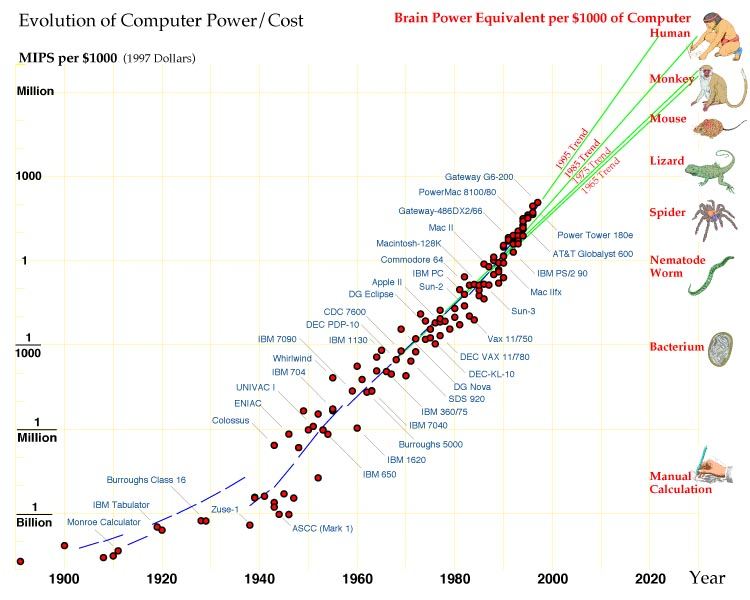 Evolution of Computer Power/Cost
Brain Power Equivalent per $1000 of Computer
MIPS per $1000 (1997 Dollars)
Human
Monkey
Million
Mouse
1995 Trend
1985 Trend
1975 Trend
1965 Trend
Lizard
1000
Gateway G6-200
PowerMac 8100/80
Gateway-486DX2/66
Spider
Mac II
Power Tower 180e
Macintosh-128K
AT&T Globalyst 600
Commodore 64
1
IBM PC
IBM PS/2 90
Nematode
Worm
Apple II
Sun-2
Mac IIfx
DG Eclipse
CDC 7600
Sun-3
DEC PDP-10
IBM 7090
IBM 1130
Vax 11/750
1
1000
Bacterium
Whirlwind
DEC VAX 11/780
IBM 704
DEC-KL-10
UNIVAC I
DG Nova
ENIAC
SDS 920
IBM 360/75
Colossus
IBM 7040
1
Million
Burroughs 5000
IBM 1620
IBM 650
Manual
Calculation
Burroughs Class 16
IBM Tabulator
Zuse-1
1
Billion
Monroe Calculator
ASCC (Mark 1)
1900
1920
1940
1960
1980
2000
2020
Year